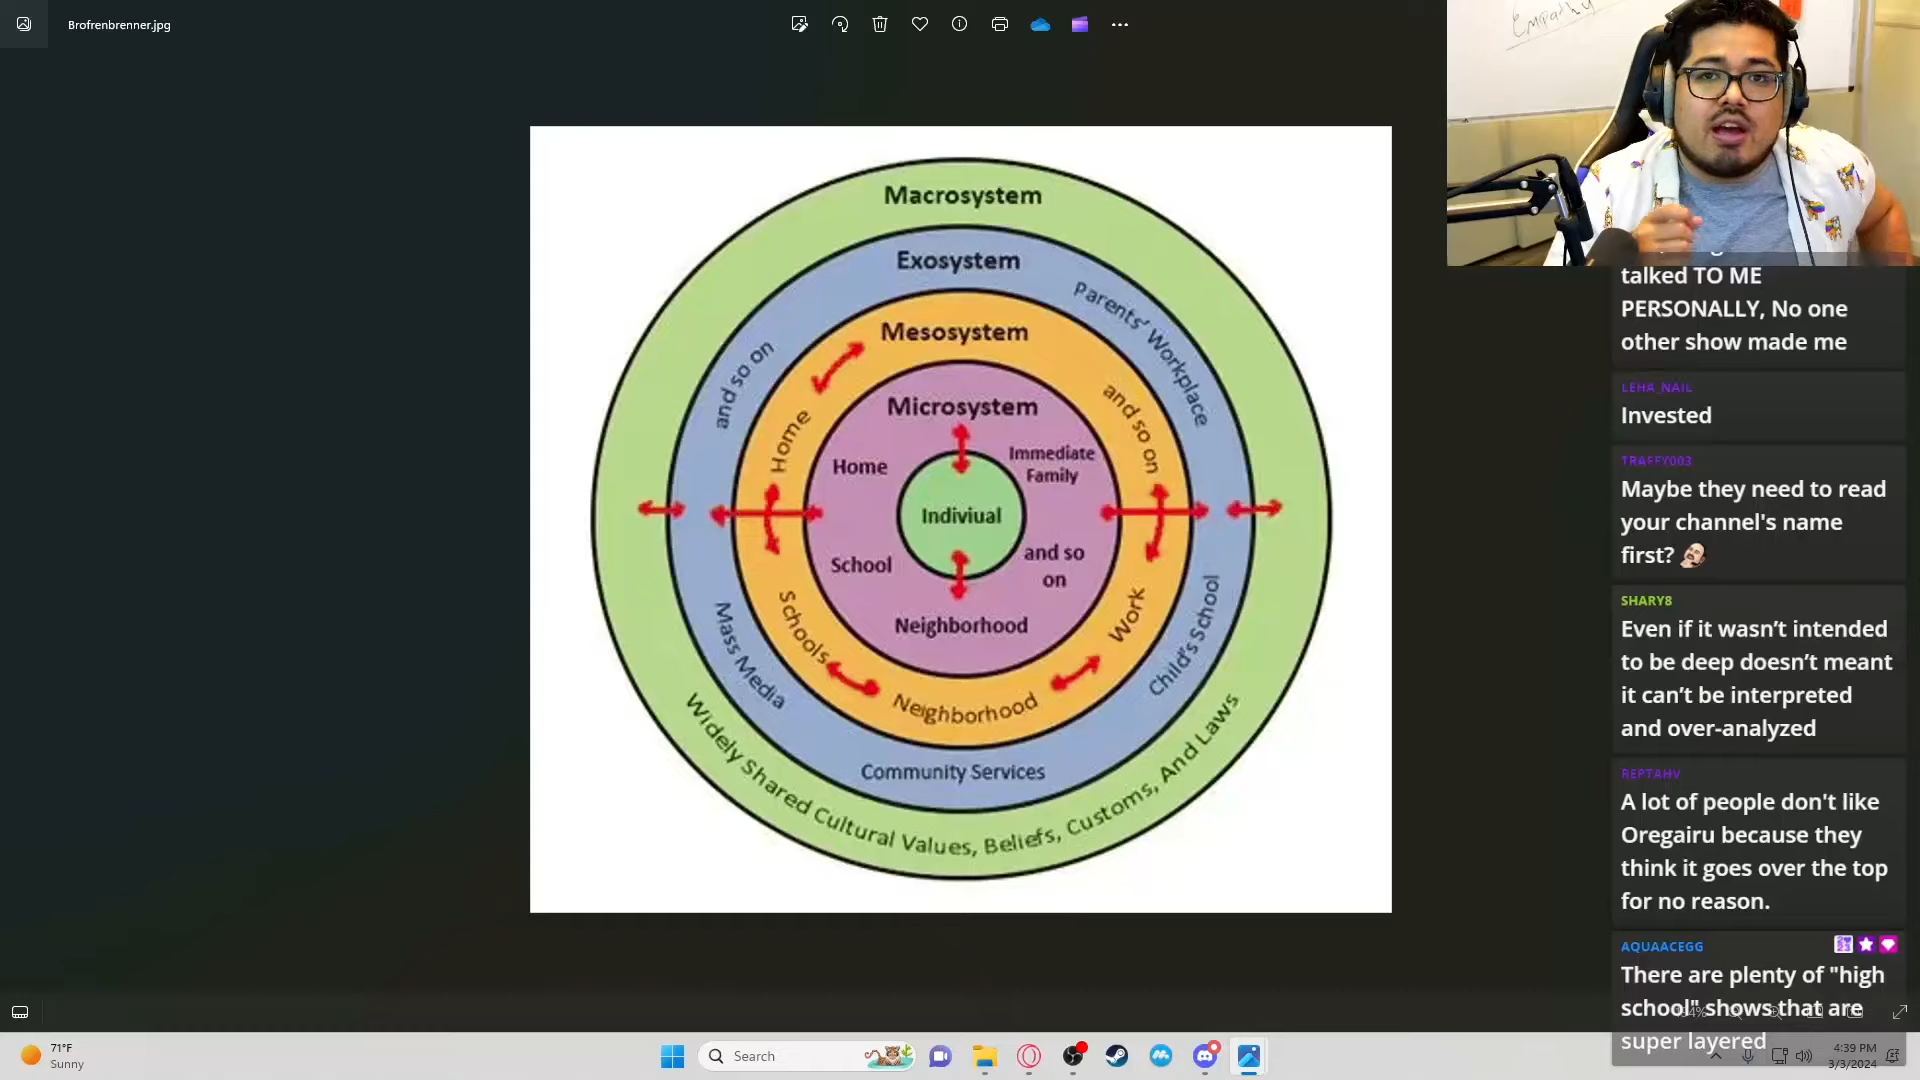 Brofrenbrenner.jpg
Empathy
Macrosystem
Exosystem
Parents' Workplace
and so on
Mesosystem
and so on
Home
Microsystem
Home
Immediate
Family
Indiviual
School
and so
on
Neighborhood
Schools
Work
Neighborhood
Mass Media
Child's School
Community Services
Widely Shared Cultural Values, Beliefs, Customs, And Laws
talked TO ME
PERSONALLY, No one
other show made me
LEHA_NAIL
Invested
TRAFFY003
Maybe they need to read
your channel's name
first?
SHARY8
Even if it wasn't intended
to be deep doesn't meant
it can't be interpreted
and over-analyzed
REPTAHV
A lot of people don't like
Oregairu because they
think it goes over the top
for no reason.
AQUAACEGG
There are plenty of "high
school" shows that are
super layered
71°F
Sunny
Search
4:39 PM
3/3/2024